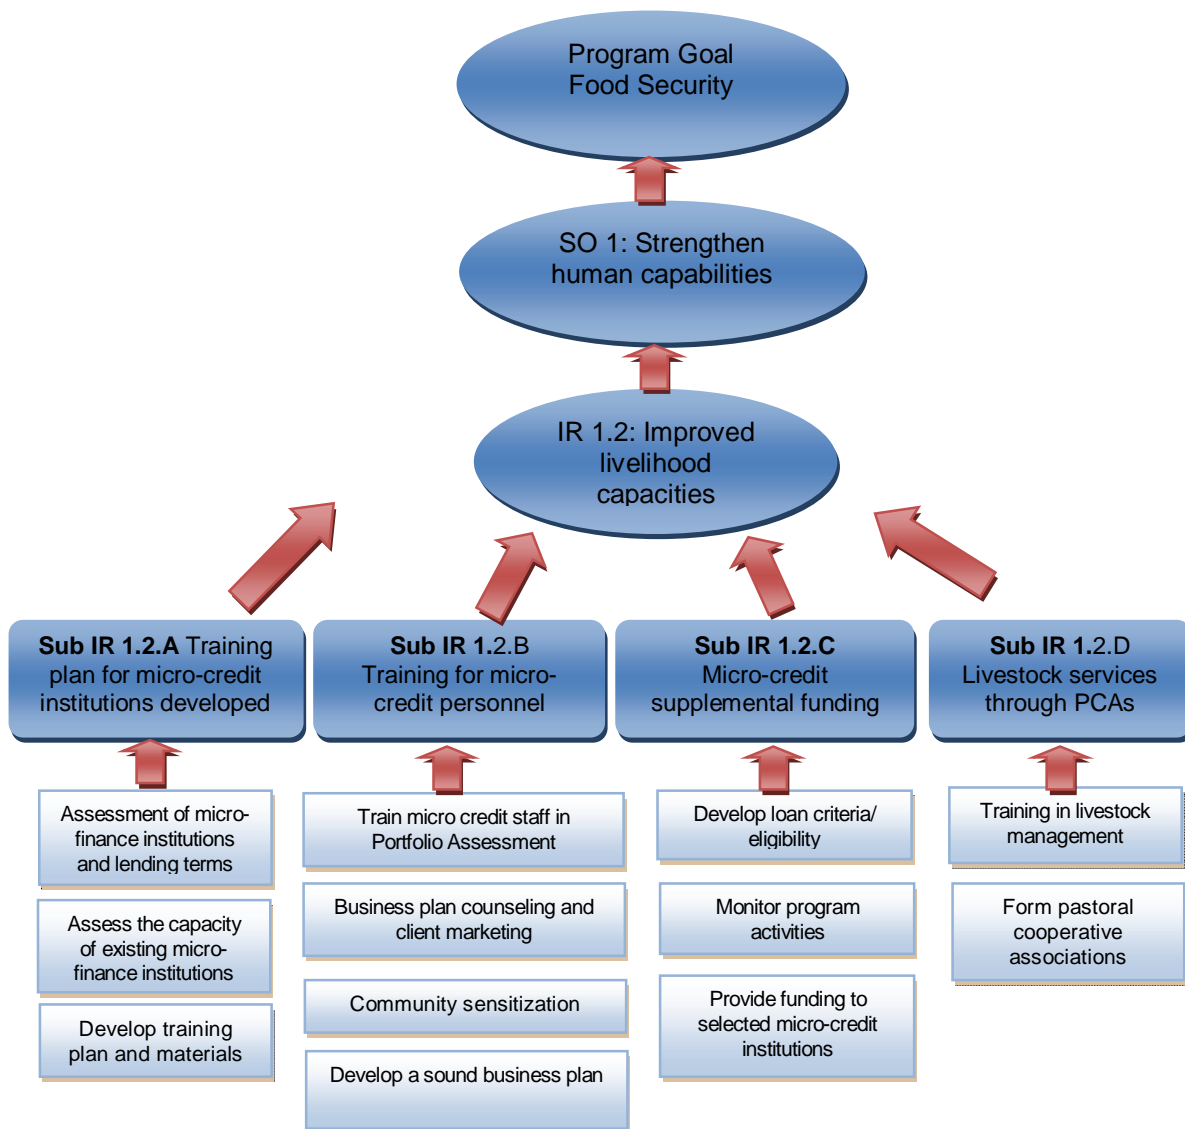 Program Goal
Food Security
SO 1: Strengthen
human capabilities
IR 1.2: Improved
livelihood
capacities
Sub IR 1.2.A Training
plan for micro-credit
institutions developed
Sub IR 1.2.B
Training for micro-
credit personnel
Sub IR 1.2.C
Micro-credit
supplemental funding
Sub IR 1.2.D
Livestock services
through PCAs
Assessment of micro-
finance institutions
and lending terms
Assess the capacity
of existing micro-
finance institutions
Develop training
plan and materials
Train micro credit staff in
Portfolio Assessment
Business plan counseling and
client marketing
Community sensitization
Develop a sound business plan
Develop loan criteria/
eligibility
Monitor program
activities
Provide funding to
selected micro-credit
institutions
Training in livestock
management
Form pastoral
cooperative
associations